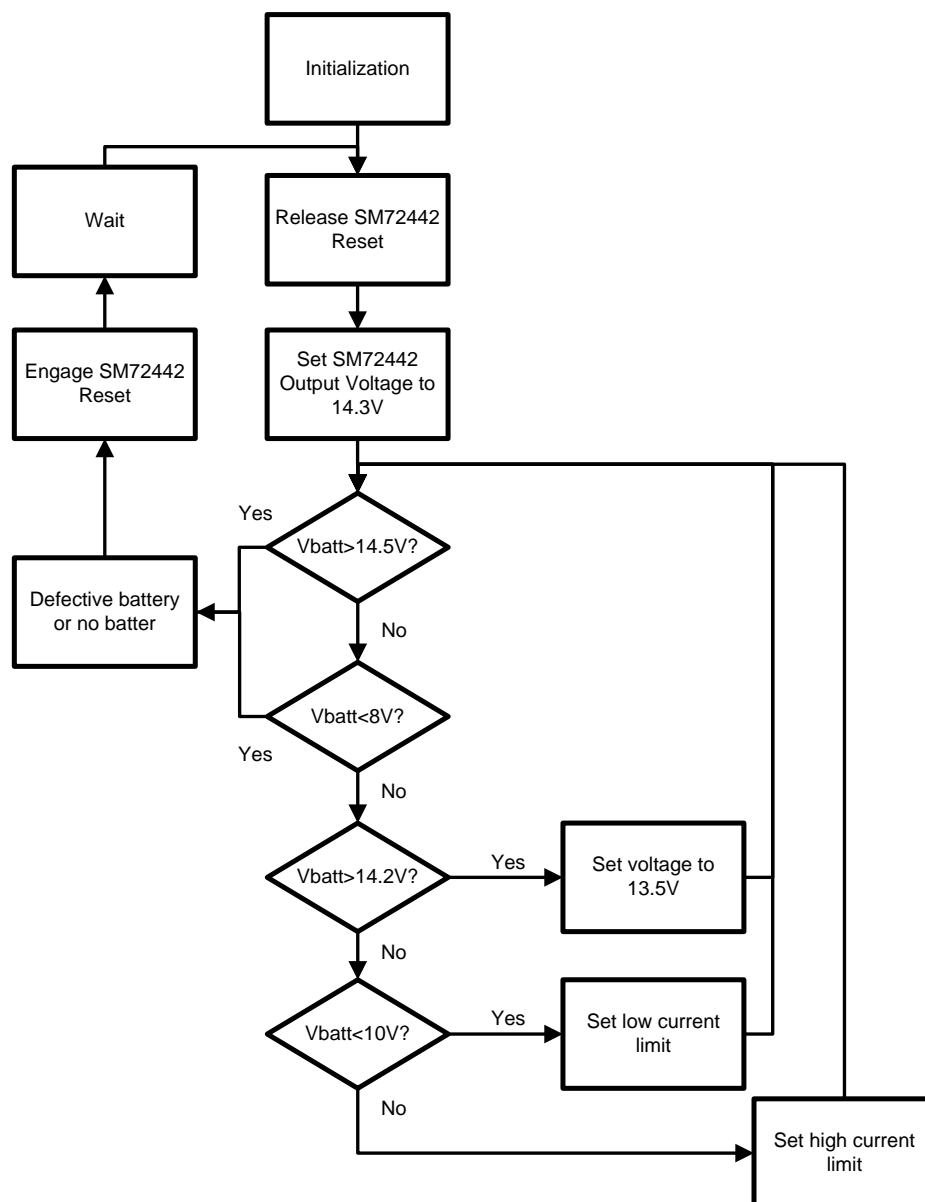 Initialization
Wait
Release SM72442
Reset
Engage SM72442
Reset
Set SM72442
Output Voltage to
14.3V
Yes
Vbatt>14.5V?
Defective battery
or no batter
No
Vbatt<8V?
Yes
No
Vbatt>14.2V?
Yes
Set voltage to
13.5V
No
Vbatt<10V?
Yes
Set low current
limit
No
Set high current
limit